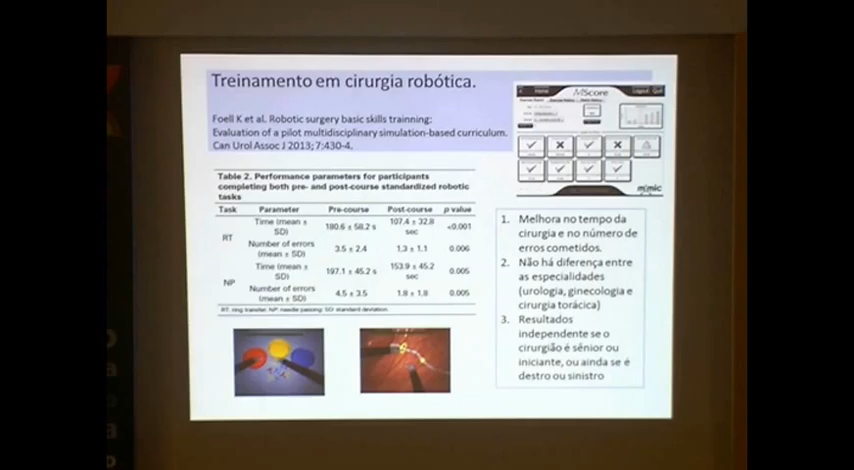 Treinamento em cirurgia robótica.
Foell K et al. Robotic surgery basic skills trainning:
Evaluation of a pilot multidisciplinary simulation-based curriculum.
Can Urol Assoc J 2013; 7:430-4.
Home MScore Logout Quit
mimic
Table 2. Performance parameters for participants
completing both pre- and post-course standardized robotic
tasks
Task Parameter Pre-course Post-course p value
RT Time (mean ± SD) 180.6 ± 58.2 s 107.4 ± 32.8 sec <0.001
Number of errors (mean ± SD) 3.5 ± 2.4 1.3 ± 1.1 0.006
NP Time (mean ± SD) 197.1 ± 45.2 s 153.9 ± 45.2 sec 0.005
Number of errors (mean ± SD) 4.5 ± 3.5 1.8 ± 1.8 0.005
RT: ring transfer; NP: needle passing; SD: standard deviation.
1. Melhora no tempo da
cirurgia e no número de
erros cometidos.
2. Não há diferença entre
as especialidades
(urologia, ginecologia e
cirurgia torácica)
3. Resultados
independente se o
cirurgião é sênior ou
iniciante, ou ainda se é
destro ou sinistro